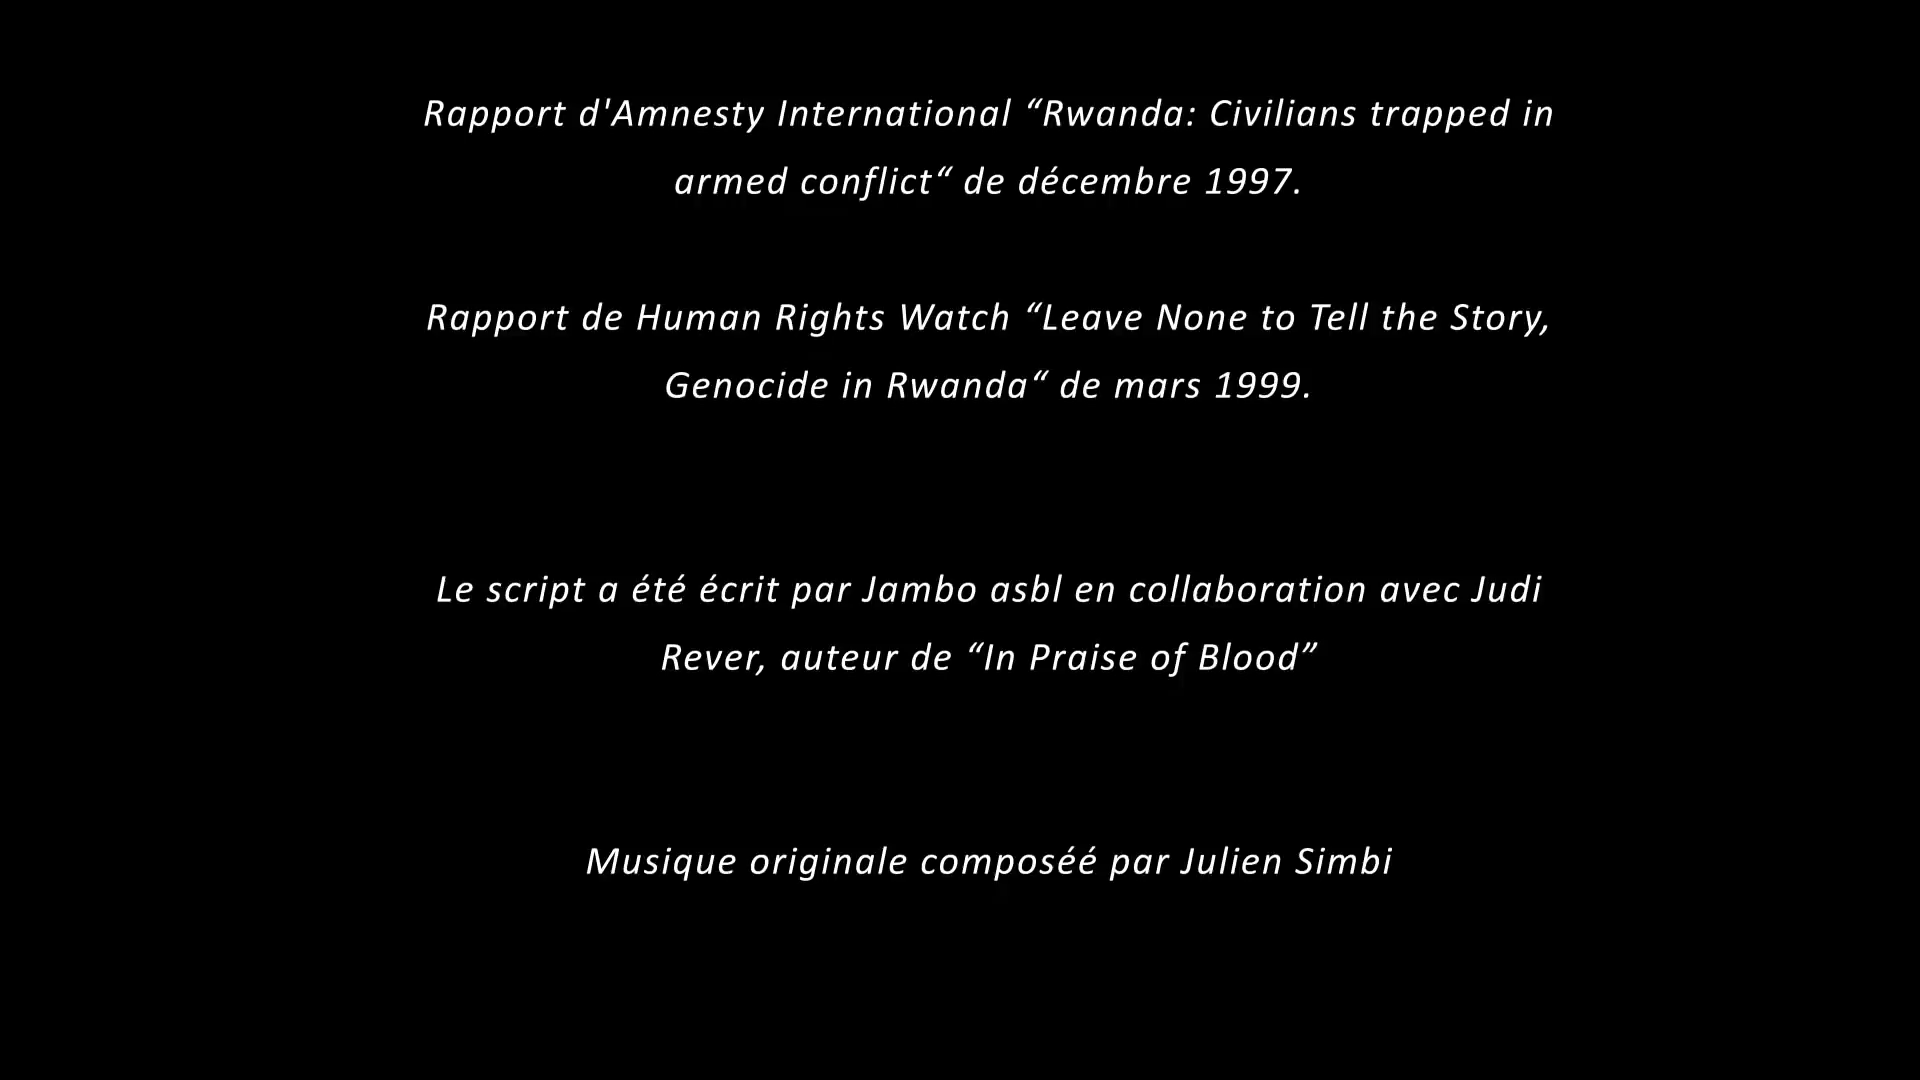 Rapport d'Amnesty International “Rwanda: Civilians trapped in
armed conflict“ de décembre 1997.
Rapport de Human Rights Watch “Leave None to Tell the Story,
Genocide in Rwanda“ de mars 1999.
Le script a été écrit par Jambo asbl en collaboration avec Judi
Rever, auteur de “In Praise of Blood”
Musique originale composéé par Julien Simbi